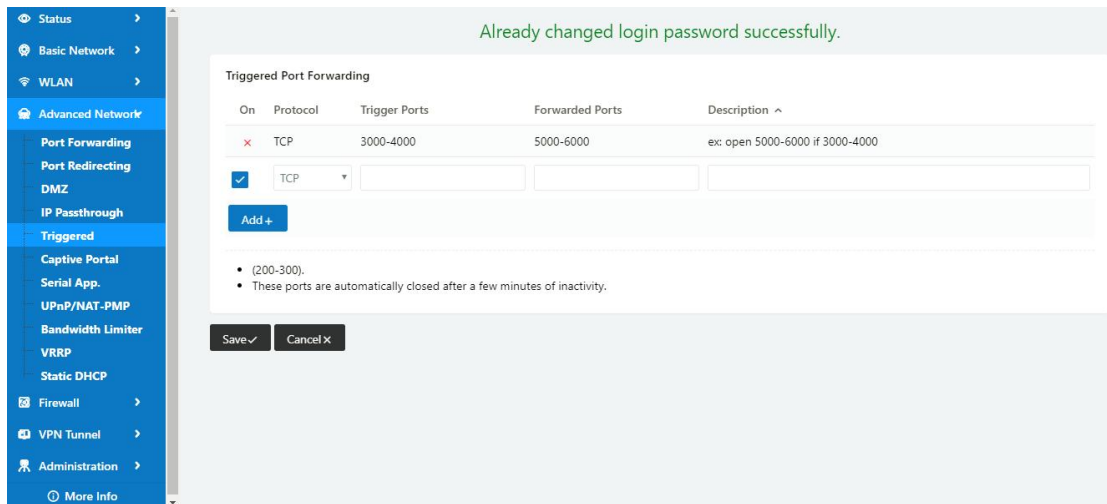 Status
Basic Network
WLAN
Advanced Network
Port Forwarding
Port Redirecting
DMZ
IP Passthrough
Triggered
Captive Portal
Serial App.
UPnP/NAT-PMP
Bandwidth Limiter
VRRP
Static DHCP
Firewall
VPN Tunnel
Administration
More Info
Already changed login password successfully.
Triggered Port Forwarding
On Protocol Trigger Ports Forwarded Ports Description
TCP 3000-4000 5000-6000 ex: open 5000-6000 if 3000-4000
TCP
Add +
• (200-300).
• These ports are automatically closed after a few minutes of inactivity.
Save Cancel